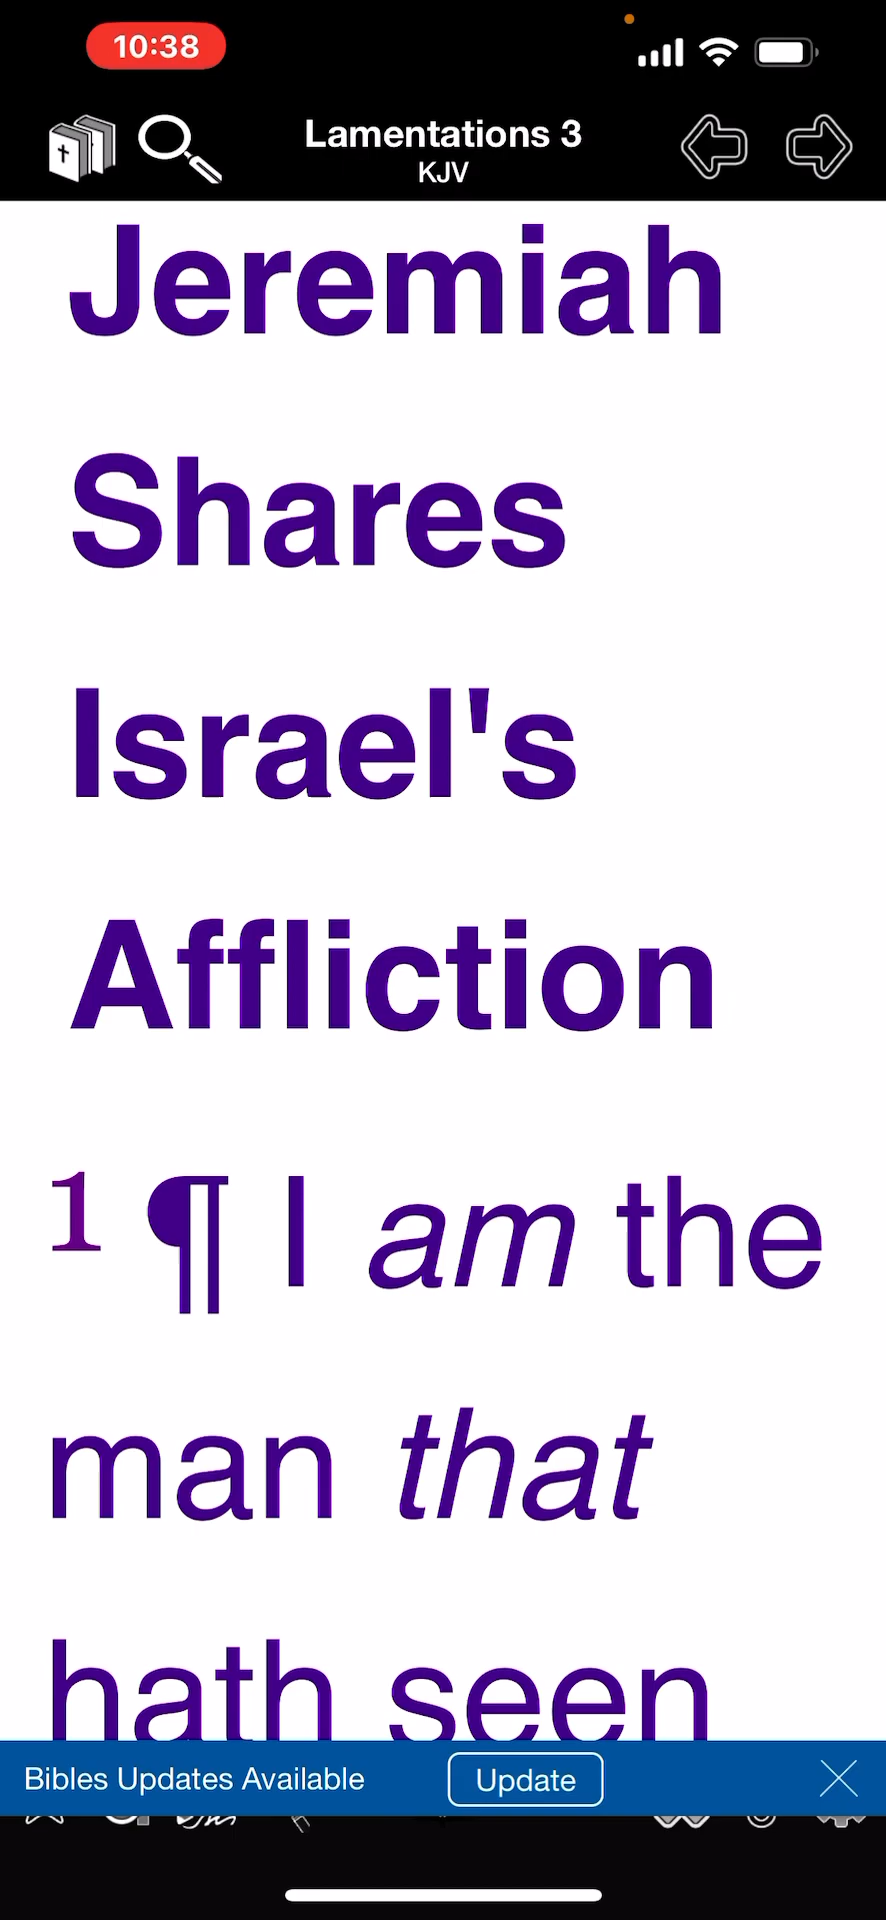 10:38
Lamentations 3
KJV
Jeremiah
Shares
Israel's
Affliction
1 ¶ I am the
man that
hath seen
Bibles Updates Available Update